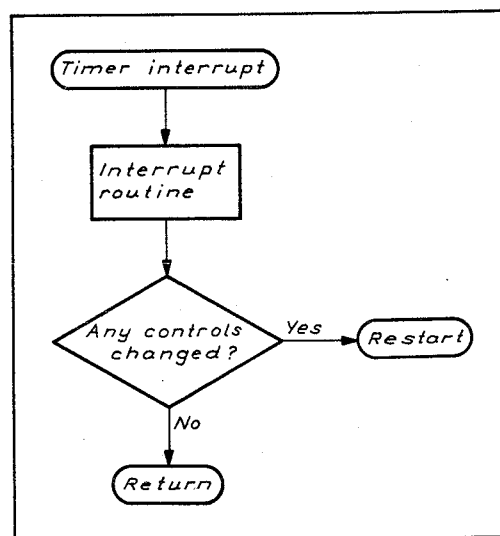 Timer interrupt
Interrupt
routine
Any controls
changed?
Yes
Restart
No
Return